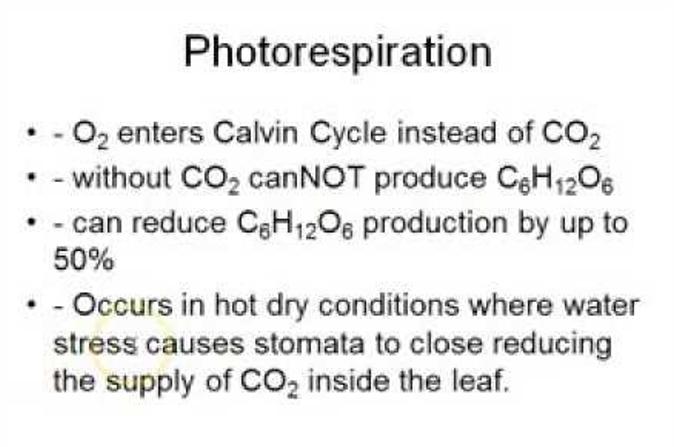 Photorespiration
• - O₂ enters Calvin Cycle instead of CO₂
• - without CO₂ canNOT produce C₆H₁₂O₆
• - can reduce C₆H₁₂O₆ production by up to
50%
• - Occurs in hot dry conditions where water
stress causes stomata to close reducing
the supply of CO₂ inside the leaf.